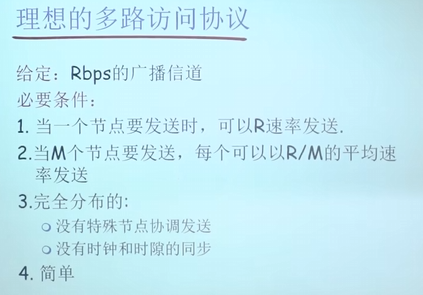 理想的多路访问协议
给定：Rbps的广播信道
必要条件：
1. 当一个节点要发送时，可以R速率发送.
2.当M个节点要发送，每个可以以R/M的平均速
率发送
3.完全分布的:
没有特殊节点协调发送
没有时钟和时隙的同步
4. 简单